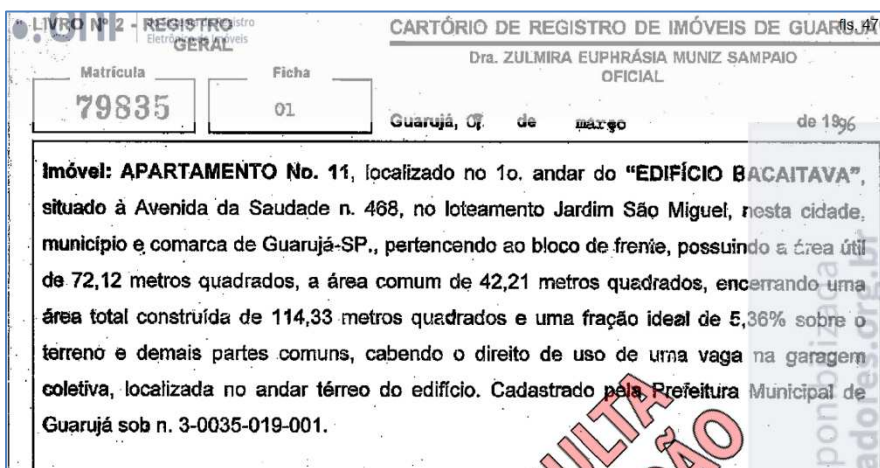 LIVRO Nº 2 - REGISTRO
GERAL
Eletrônico de Imóveis
CARTÓRIO DE REGISTRO DE IMÓVEIS DE GUARUJÁ
fls. 47
Dra. ZULMIRA EUPHRÁSIA MUNIZ SAMPAIO
OFICIAL
Matrícula
79835
Ficha
01
Guarujá, 07 de março de 1996
Imóvel: APARTAMENTO No. 11, localizado no 1o. andar do “EDIFÍCIO BACAITAVA”,
situado à Avenida da Saudade n. 468, no loteamento Jardim São Miguel, nesta cidade,
município e comarca de Guarujá-SP., pertencendo ao bloco de frente, possuindo a área útil
de 72,12 metros quadrados, a área comum de 42,21 metros quadrados, encerrando uma
área total construída de 114,33 metros quadrados e uma fração ideal de 5,36% sobre o
terreno e demais partes comuns, cabendo o direito de uso de uma vaga na garagem
coletiva, localizada no andar térreo do edifício. Cadastrado pela Prefeitura Municipal de
Guarujá sob n. 3-0035-019-001.